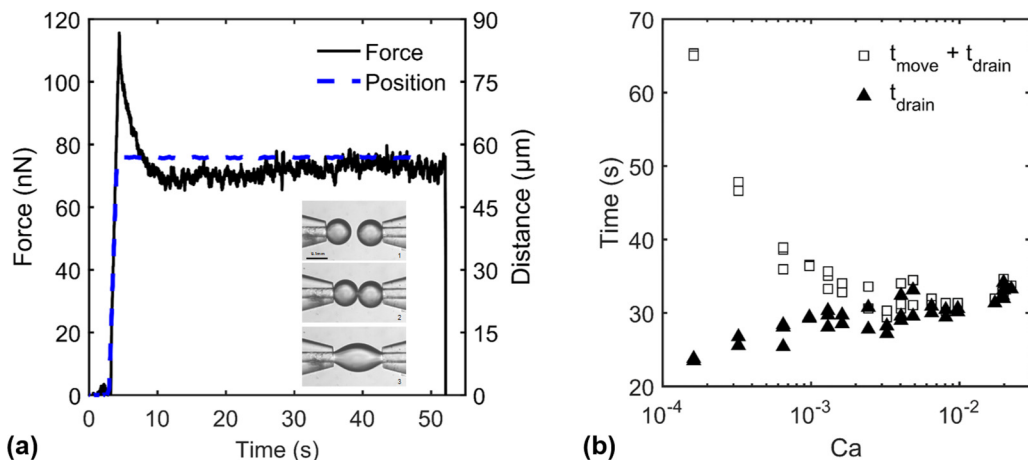 120
100
80
60
40
20
0
Force (nN)
90
75
60
45
30
15
0
Distance (μm)
Force
Position
1
2
3
0 10 20 30 40 50
Time (s)
(a)
70
60
50
40
30
20
Time (s)
t_move + t_drain
t_drain
10⁻⁴ 10⁻³ 10⁻²
Ca
(b)